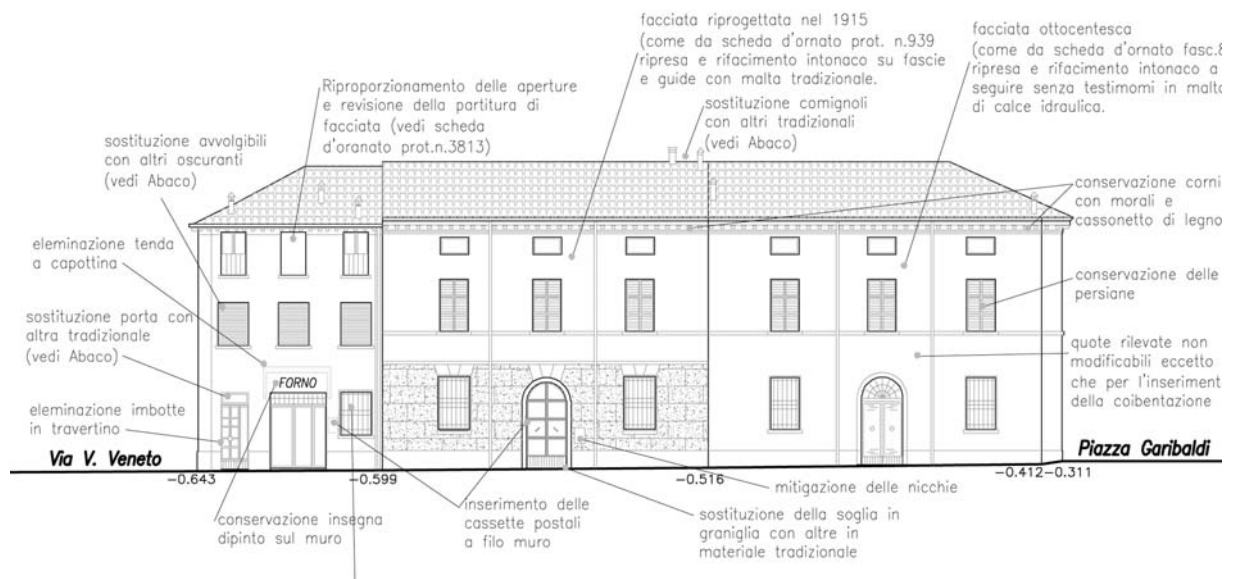 facciata riprogettata nel 1915
(come da scheda d'ornato prot. n.939
ripresa e rifacimento intonaco su fascie
e guide con malta tradizionale.
facciata ottocentesca
(come da scheda d'ornato fasc.8
ripresa e rifacimento intonaco a
seguire senza testimomi in malta
di calce idraulica.
Riproporzionamento delle aperture
e revisione della partitura di
facciata (vedi scheda
d'oranato prot.n.3813)
sostituzione comignoli
con altri tradizionali
(vedi Abaco)
sostituzione avvolgibili
con altri oscuranti
(vedi Abaco)
conservazione corni
con morali e
cassonetto di legno
eleminazione tenda
a capottina
conservazione delle
persiane
sostituzione porta con
altra tradizionale
(vedi Abaco)
quote rilevate non
modificabili eccetto
che per l'inseriment
della coibentazione
FORNO
eleminazione imbotte
in travertino
Via V. Veneto
Piazza Garibaldi
-0.643
-0.599
-0.516
-0.412
-0.311
conservazione insegna
dipinto sul muro
inserimento delle
cassette postali
a filo muro
mitigazione delle nicchie
sostituzione della soglia in
graniglia con altre in
materiale tradizionale